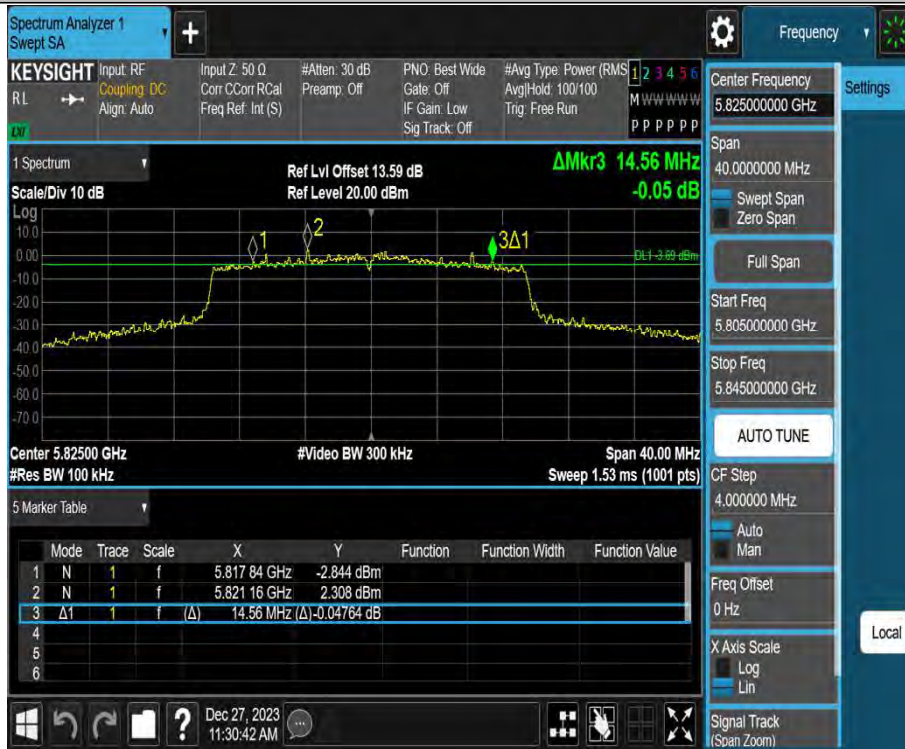 Spectrum Analyzer 1
Swept SA
+
Frequency
KEYSIGHT
RL
LXI
Input: RF
Coupling: DC
Align: Auto
Input Z: 50 Ω
Corr CCorr RCal
Freq Ref: Int (S)
#Atten: 30 dB
Preamp: Off
PNO: Best Wide
Gate: Off
IF Gain: Low
Sig Track: Off
#Avg Type: Power (RMS
Avg|Hold: 100/100
Trig: Free Run
1 2 3 4 5 6
M W W W W W
P P P P P P
1 Spectrum
Scale/Div 10 dB
Ref Lvl Offset 13.59 dB
Ref Level 20.00 dBm
ΔMkr3 14.56 MHz
-0.05 dB
Log
10.0
0.00
-10.0
-20.0
-30.0
-40.0
-50.0
-60.0
-70.0
1
2
3Δ1
DL1 -3.69 dBm
Center 5.82500 GHz
#Video BW 300 kHz
Span 40.00 MHz
#Res BW 100 kHz
Sweep 1.53 ms (1001 pts)
5 Marker Table
Mode Trace Scale X Y Function Function Width Function Value
1 N 1 f 5.817 84 GHz -2.844 dBm
2 N 1 f 5.821 16 GHz 2.308 dBm
3 Δ1 1 f (Δ) 14.56 MHz (Δ)-0.04764 dB
4
5
6
?
Dec 27, 2023
11:30:42 AM
Center Frequency
5.825000000 GHz
Span
40.0000000 MHz
Swept Span
Zero Span
Full Span
Start Freq
5.805000000 GHz
Stop Freq
5.845000000 GHz
AUTO TUNE
CF Step
4.000000 MHz
Auto
Man
Freq Offset
0 Hz
X Axis Scale
Log
Lin
Signal Track
(Span Zoom)
Settings
Local